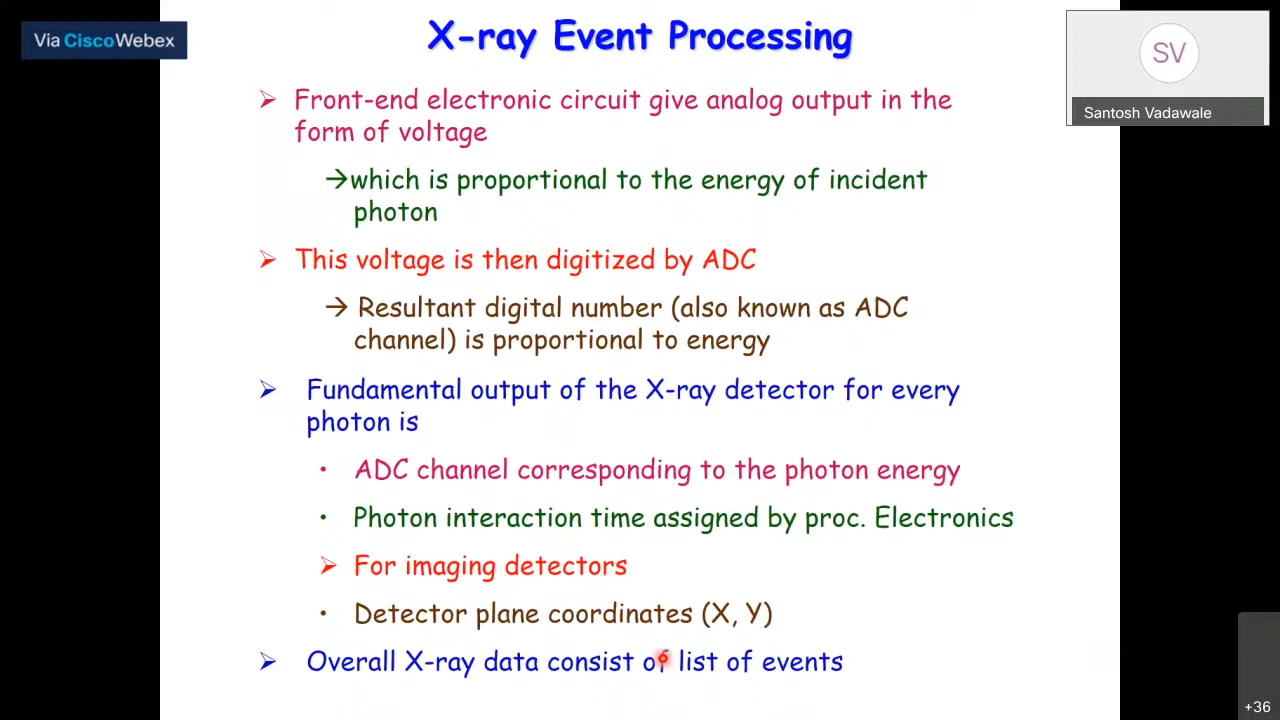 Via CiscoWebex
X-ray Event Processing
SV
Santosh Vadawale
➢ Front-end electronic circuit give analog output in the
form of voltage
→which is proportional to the energy of incident
photon
➢ This voltage is then digitized by ADC
→ Resultant digital number (also known as ADC
channel) is proportional to energy
➢ Fundamental output of the X-ray detector for every
photon is
• ADC channel corresponding to the photon energy
• Photon interaction time assigned by proc. Electronics
➢ For imaging detectors
• Detector plane coordinates (X, Y)
➢ Overall X-ray data consist of list of events
+36